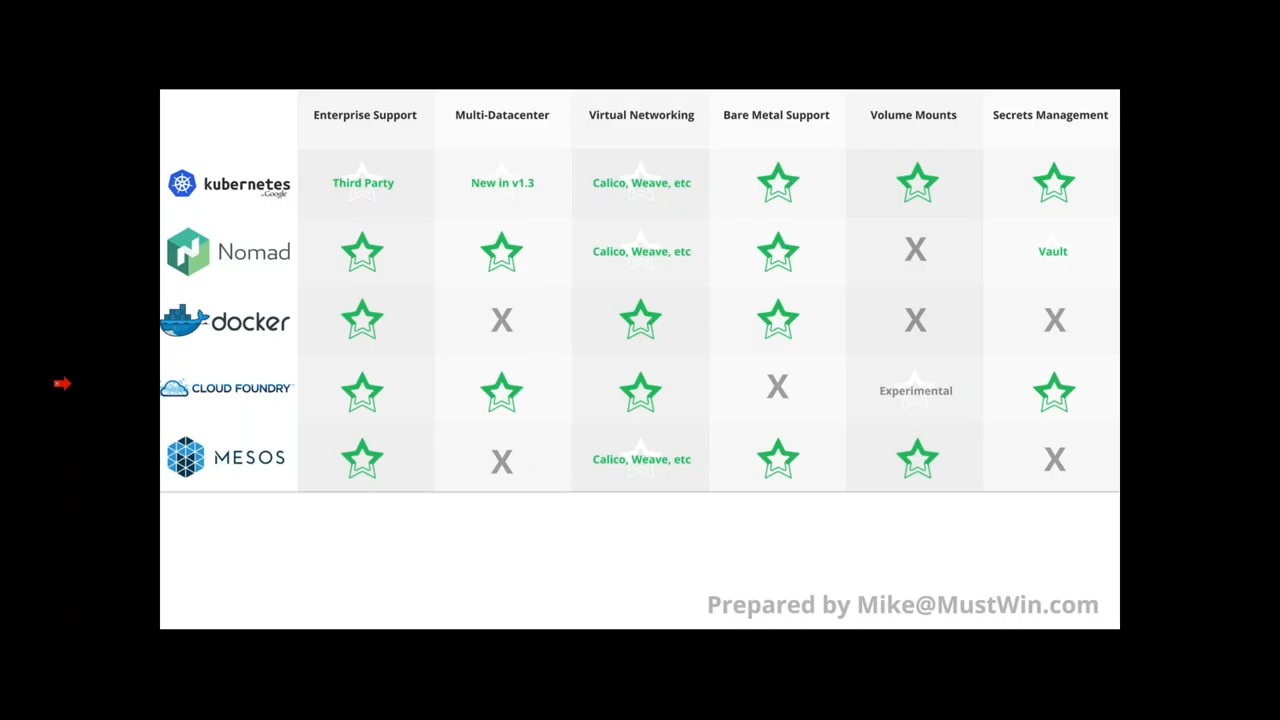 Enterprise Support Multi-Datacenter Virtual Networking Bare Metal Support Volume Mounts Secrets Management
kubernetes Third Party New in v1.3 Calico, Weave, etc
by Google
Nomad Calico, Weave, etc X Vault
docker X X X
CLOUD FOUNDRY X Experimental
MESOS X Calico, Weave, etc X
Prepared by Mike@MustWin.com